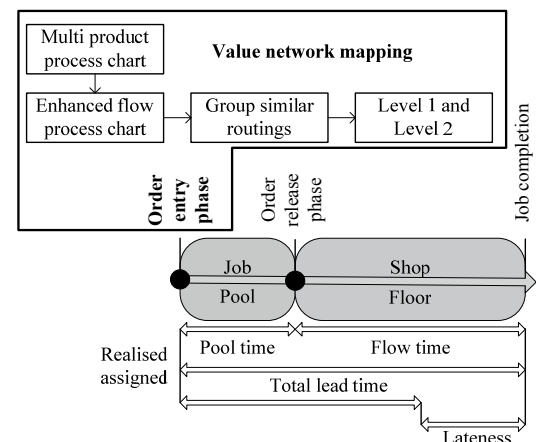 Multi product
process chart
Value network mapping
Enhanced flow
process chart
Group similar
routings
Level 1 and
Level 2
Order
entry
phase
Order
release
phase
Job completion
Job
Pool
Shop
Floor
Realised
assigned
Pool time
Flow time
Total lead time
Lateness